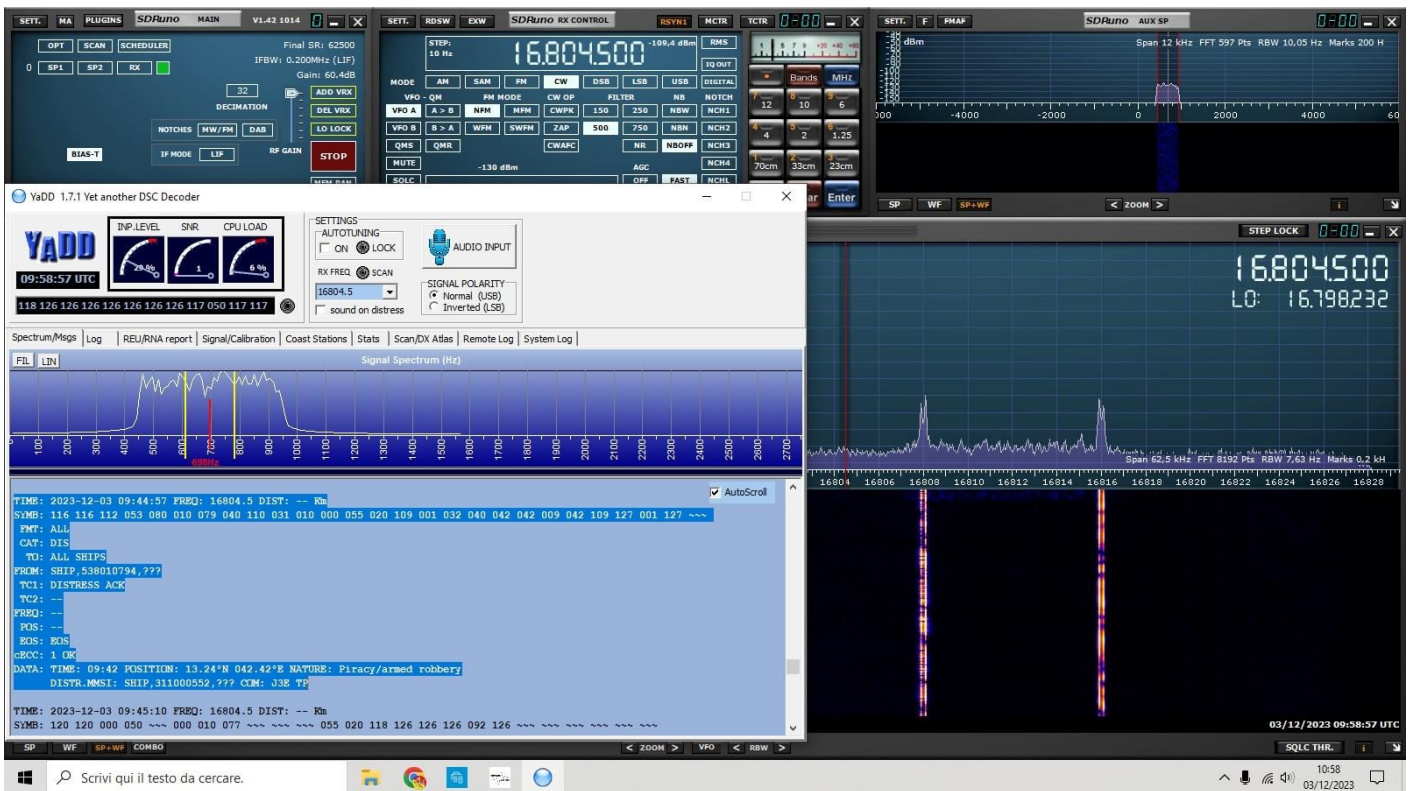 SETT. MA PLUGINS SDRuno MAIN V1.42 1014
OPT SCAN SCHEDULER
0 SP1 SP2 RX
Final SR: 62500
IFBW: 0.200MHz (LIF)
Gain: 60.4dB
32
DECIMATION
ADD VRX
DEL VRX
LO LOCK
NOTCHES MW/FM DAB
BIAS-T
IF MODE LIF
RF GAIN
STOP
SETT. RDSW EXW SDRuno RX CONTROL RSYN1 MCTR TCTR
STEP:
10 Hz
16.804.500
-109,4 dBm
RMS
IQ OUT
MODE AM SAM FM CW DSB LSB USB DIGITAL
VFO - QM FM MODE CW OP FILTER NB NOTCH
VFO A A > B NFM MFM CWPK 150 250 NBW NCH1
VFO B B > A WFM SWFM ZAP 500 750 NBN NCH2
QMS QMR CWAFC NR NBOFF NCH3
MUTE -130 dBm AGC NCH4
SQLC OFF FAST NCHL
Bands MHz
12 10 6
4 2 1.25
70cm 33cm 23cm
Enter
SETT. F FMAF SDRuno AUX SP
dBm
Span 12 kHz FFT 597 Pts RBW 10,05 Hz Marks 200 H
-4000 -2000 0 2000 4000
SP WF SP+WF < ZOOM > i
YaDD 1.7.1 Yet another DSC Decoder
YADD
09:58:57 UTC
INP.LEVEL SNR CPU LOAD
1 6 %
118 126 126 126 126 126 126 126 117 050 117 117
SETTINGS
AUTOTUNING
ON LOCK
RX FREQ SCAN
16804.5
sound on distress
AUDIO INPUT
SIGNAL POLARITY
Normal (USB)
Inverted (LSB)
Spectrum/Msgs Log REU/RNA report Signal/Calibration Coast Stations Stats Scan/DX Atlas Remote Log System Log
FIL LIN Signal Spectrum (Hz)
100 200 300 400 500 600 700 800 900 1000 1100 1200 1300 1400 1500 1600 1700 1800 1900 2000 2100 2200 2300 2400 2500 2600 2700
698Hz
AutoScroll
TIME: 2023-12-03 09:44:57 FREQ: 16804.5 DIST: -- Km
SYMB: 116 116 112 053 080 010 079 040 110 031 010 000 055 020 109 001 032 040 042 042 009 042 109 127 001 127 ~~~
FMT: ALL
CAT: DIS
TO: ALL SHIPS
FROM: SHIP,538010794,???
TC1: DISTRESS ACK
TC2: --
FREQ: --
POS: --
EOS: EOS
cECC: 1 OK
DATA: TIME: 09:42 POSITION: 13.24°N 042.42°E NATURE: Piracy/armed robbery
DISTR.MMSI: SHIP,311000552,??? COM: J3E TP
TIME: 2023-12-03 09:45:10 FREQ: 16804.5 DIST: -- Km
SYMB: 120 120 000 050 ~~~ 000 010 077 ~~~ ~~~ ~~~ 055 020 118 126 126 126 092 126 ~~~ ~~~ ~~~ ~~~ ~~~ ~~~
STEP LOCK
16.804.500
LO: 16.798.232
Span 62,5 kHz FFT 8192 Pts RBW 7,63 Hz Marks 0,2 kH
16804 16806 16808 16810 16812 16814 16816 16818 16820 16822 16824 16826 16828
03/12/2023 09:58:57 UTC
SP WF SP+WF COMBO < ZOOM > VFO < RBW > SQLC THR. i
Scrivi qui il testo da cercare.
10:58
03/12/2023